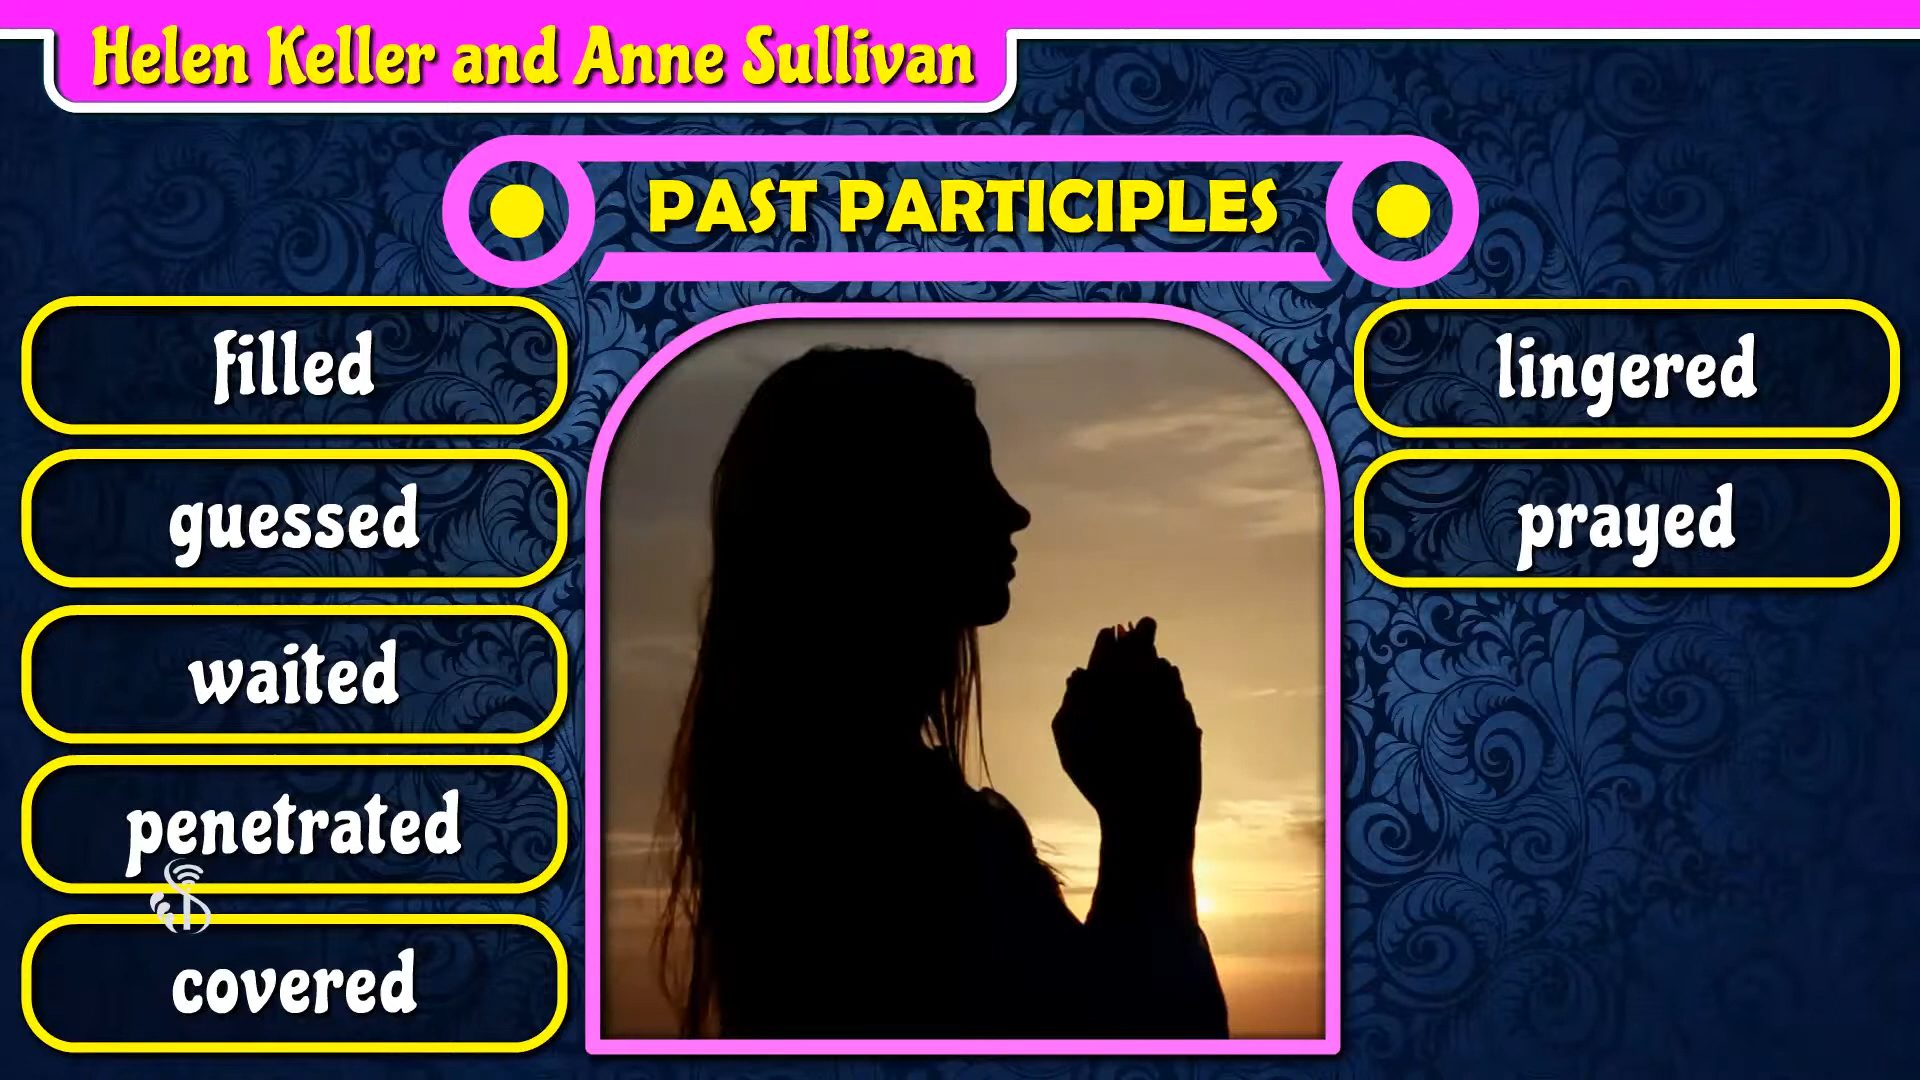 Helen Keller and Anne Sullivan
PAST PARTICIPLES
filled
guessed
waited
penetrated
covered
lingered
prayed